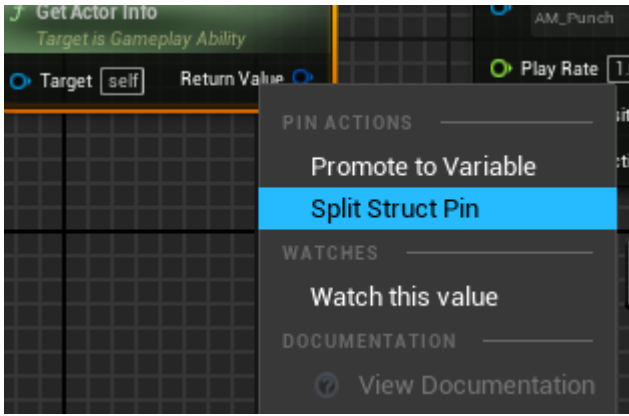 f Get Actor Info
Target is Gameplay Ability
Target self Return Value
AM_Punch
Play Rate 1.
PIN ACTIONS
Promote to Variable
Split Struct Pin
WATCHES
Watch this value
DOCUMENTATION
View Documentation